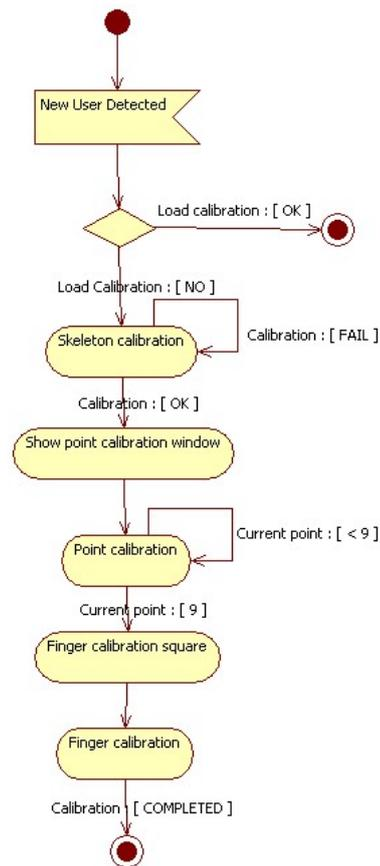 New User Detected
Load calibration : [ OK ]
Load Calibration : [ NO ]
Skeleton calibration
Calibration : [ FAIL ]
Calibration : [ OK ]
Show point calibration window
Point calibration
Current point : [ < 9 ]
Current point : [ 9 ]
Finger calibration square
Finger calibration
Calibration : [ COMPLETED ]